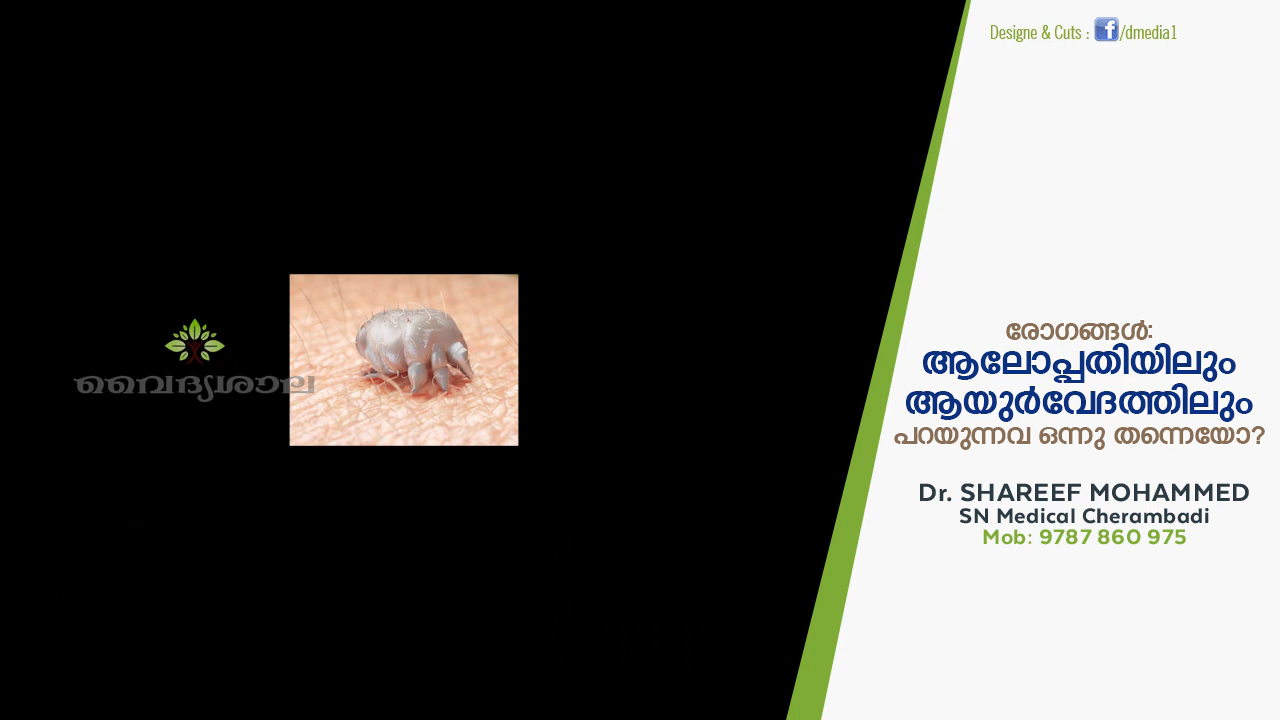 Designe & Cuts : f/dmedia1
വൈദ്യശാല
രോഗങ്ങൾ:
ആലോപ്പതിയിലും
ആയുർവേദത്തിലും
പറയുന്നവ ഒന്നു തന്നെയോ?
Dr. SHAREEF MOHAMMED
SN Medical Cherambadi
Mob: 9787 860 975